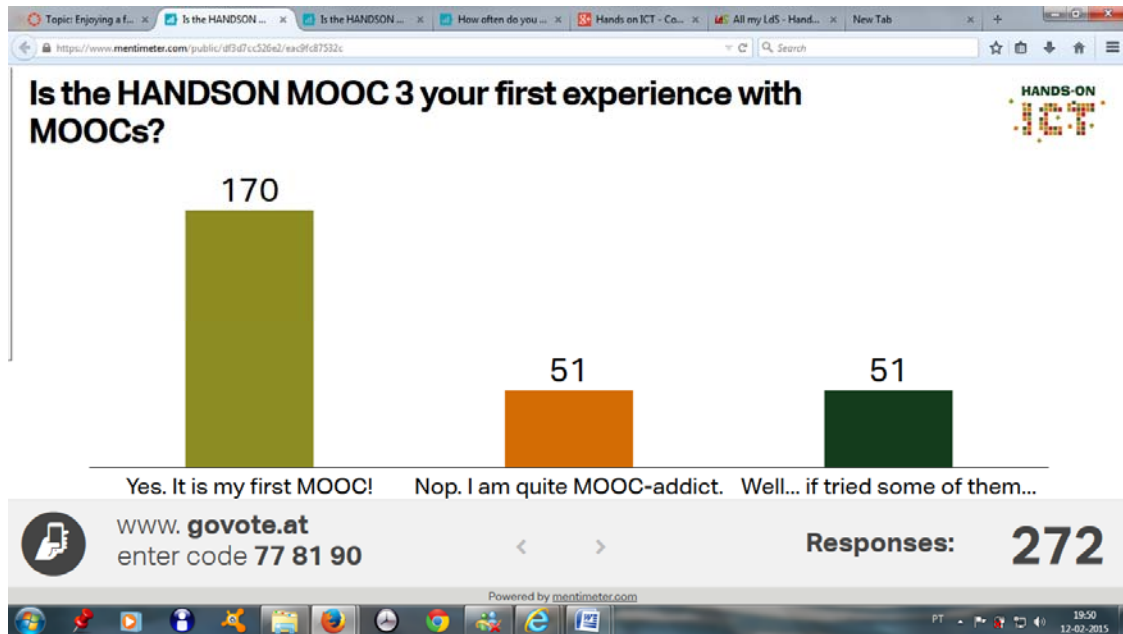 Topic: Enjoying a f...
Is the HANDSON ...
Is the HANDSON ...
How often do you ...
Hands on ICT - Co...
All my LdS - Hand...
New Tab
https://www.mentimeter.com/public/df3d7cc526e2/eac9fc87532c
Search
Is the HANDSON MOOC 3 your first experience with
MOOCs?
HANDS-ON
ICT
170
51
51
Yes. It is my first MOOC!
Nop. I am quite MOOC-addict.
Well... if tried some of them...
www. govote.at
enter code 77 81 90
Responses:
272
Powered by mentimeter.com
PT
19:50
12-02-2015